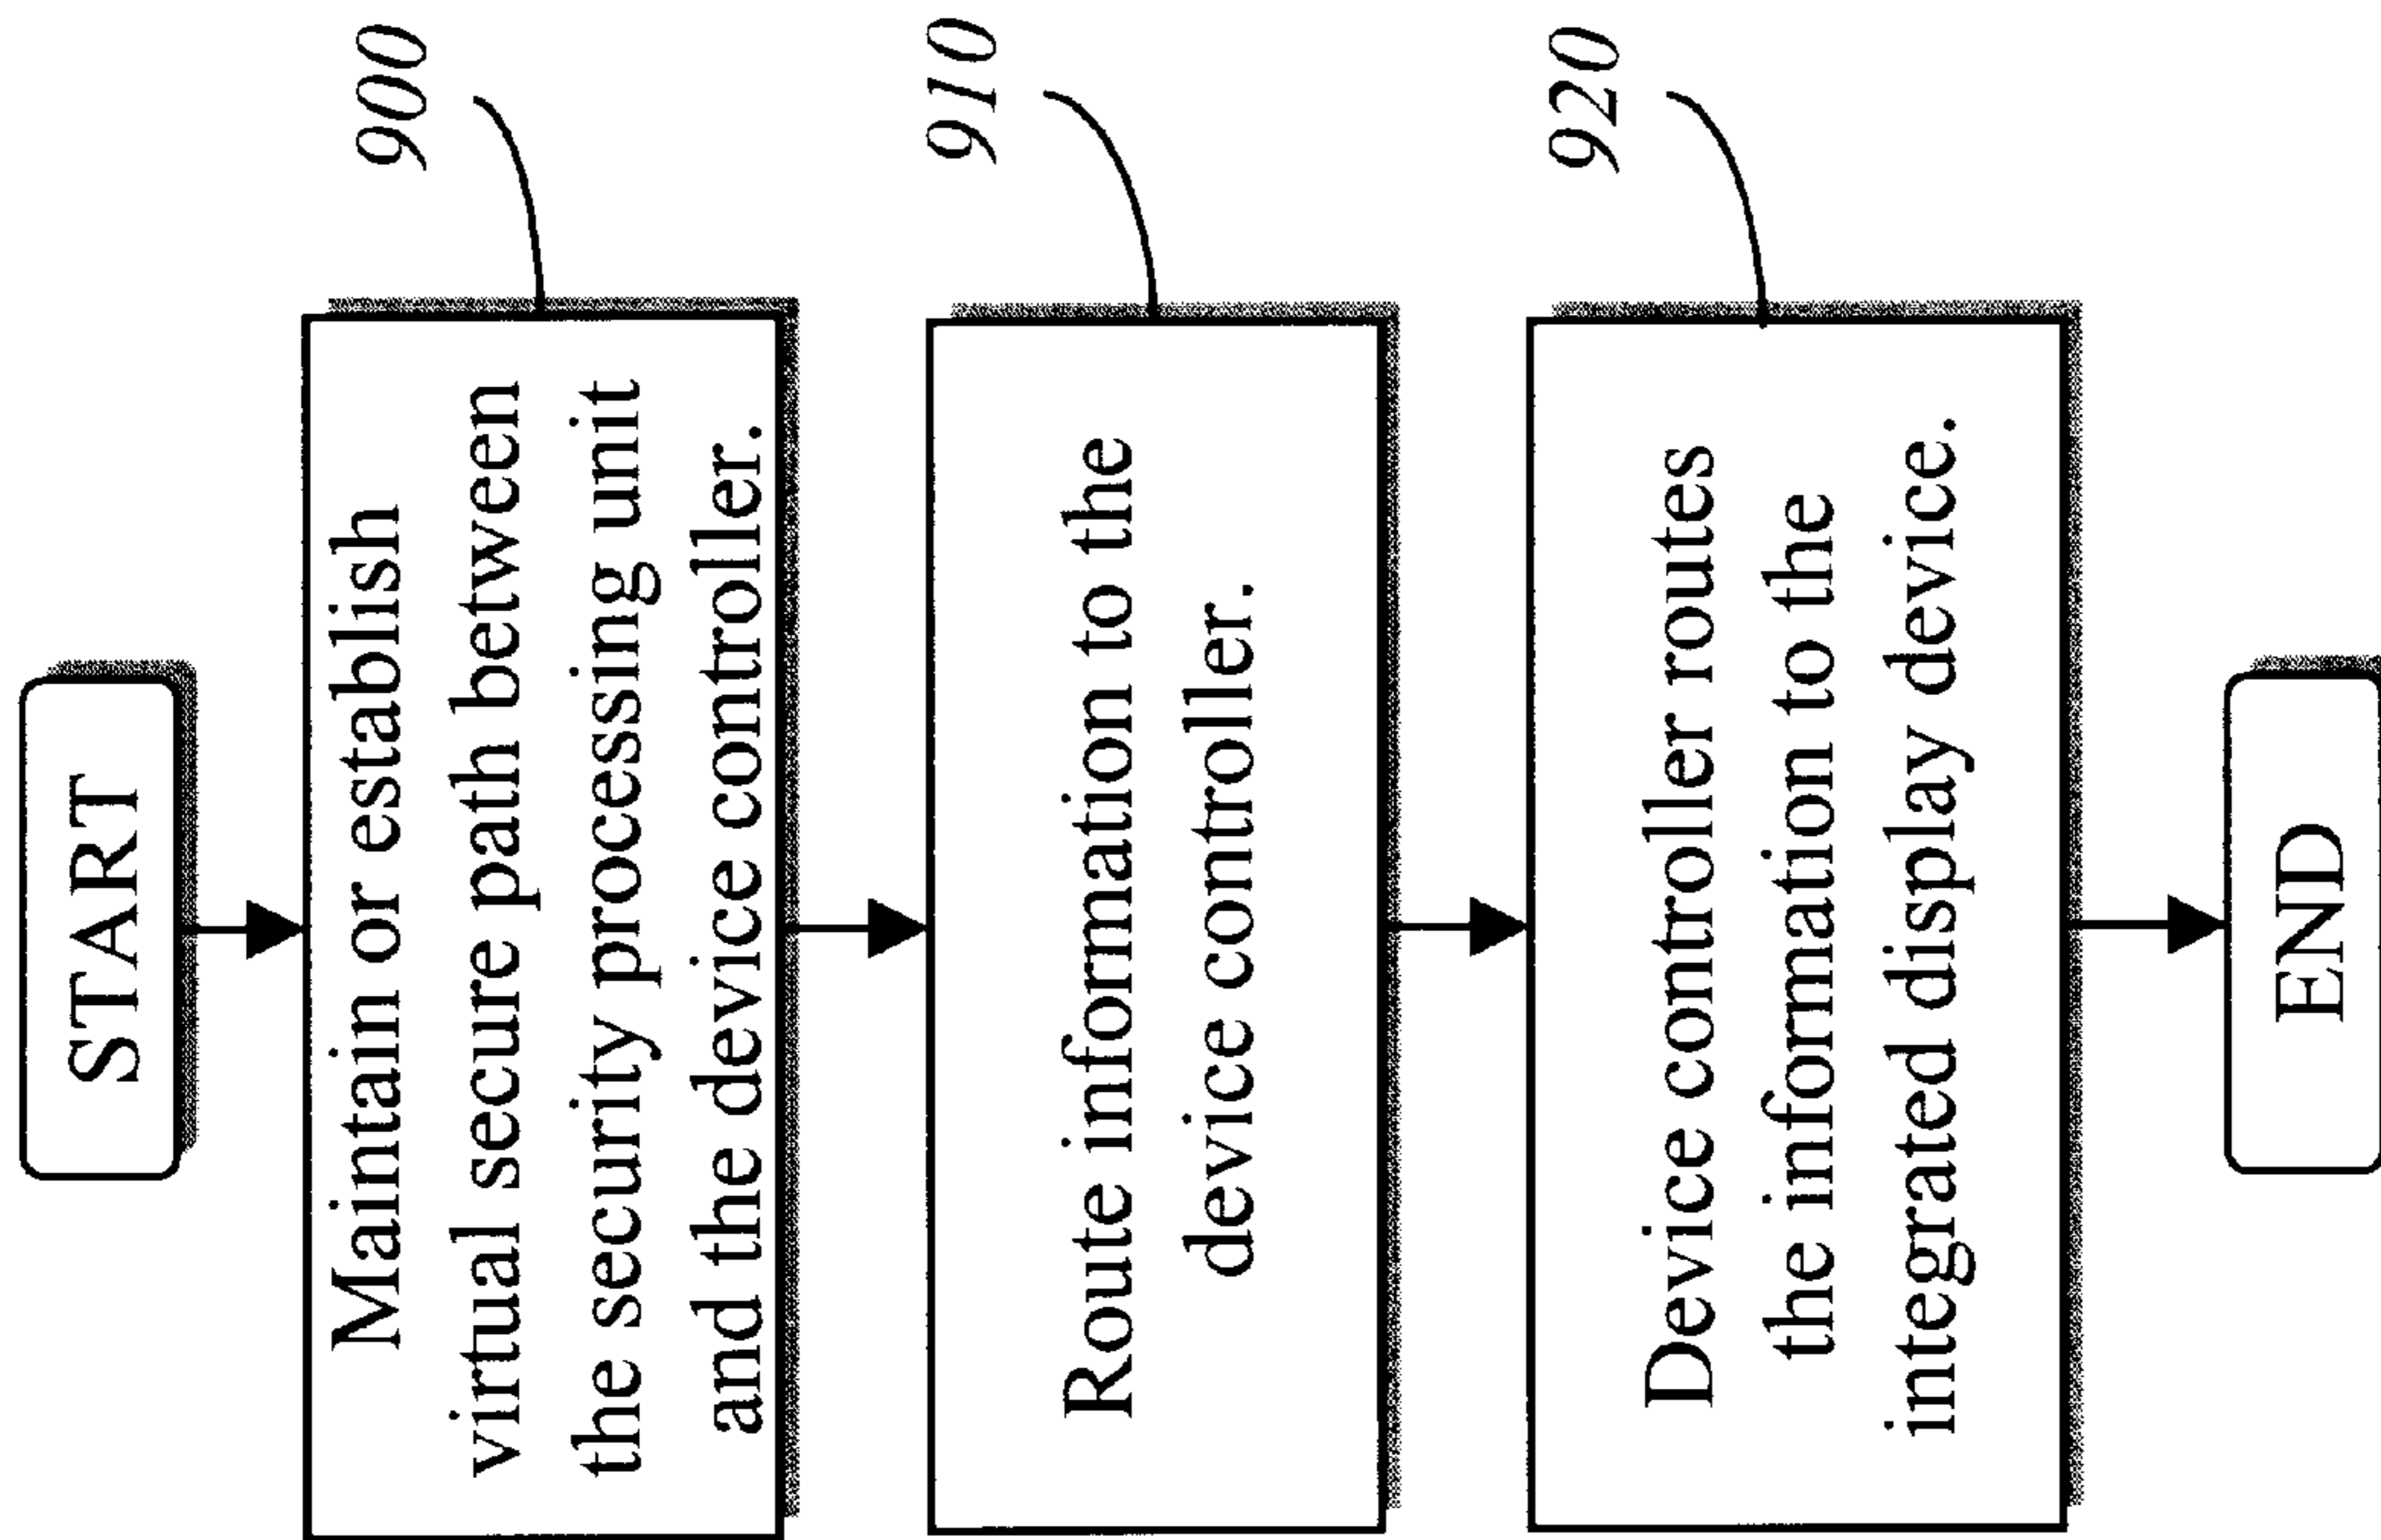 START
Maintain or establish
virtual secure path between
the security processing unit
and the device controller.
900
Route information to the
device controller.
910
Device controller routes
the information to the
integrated display device.
920
END